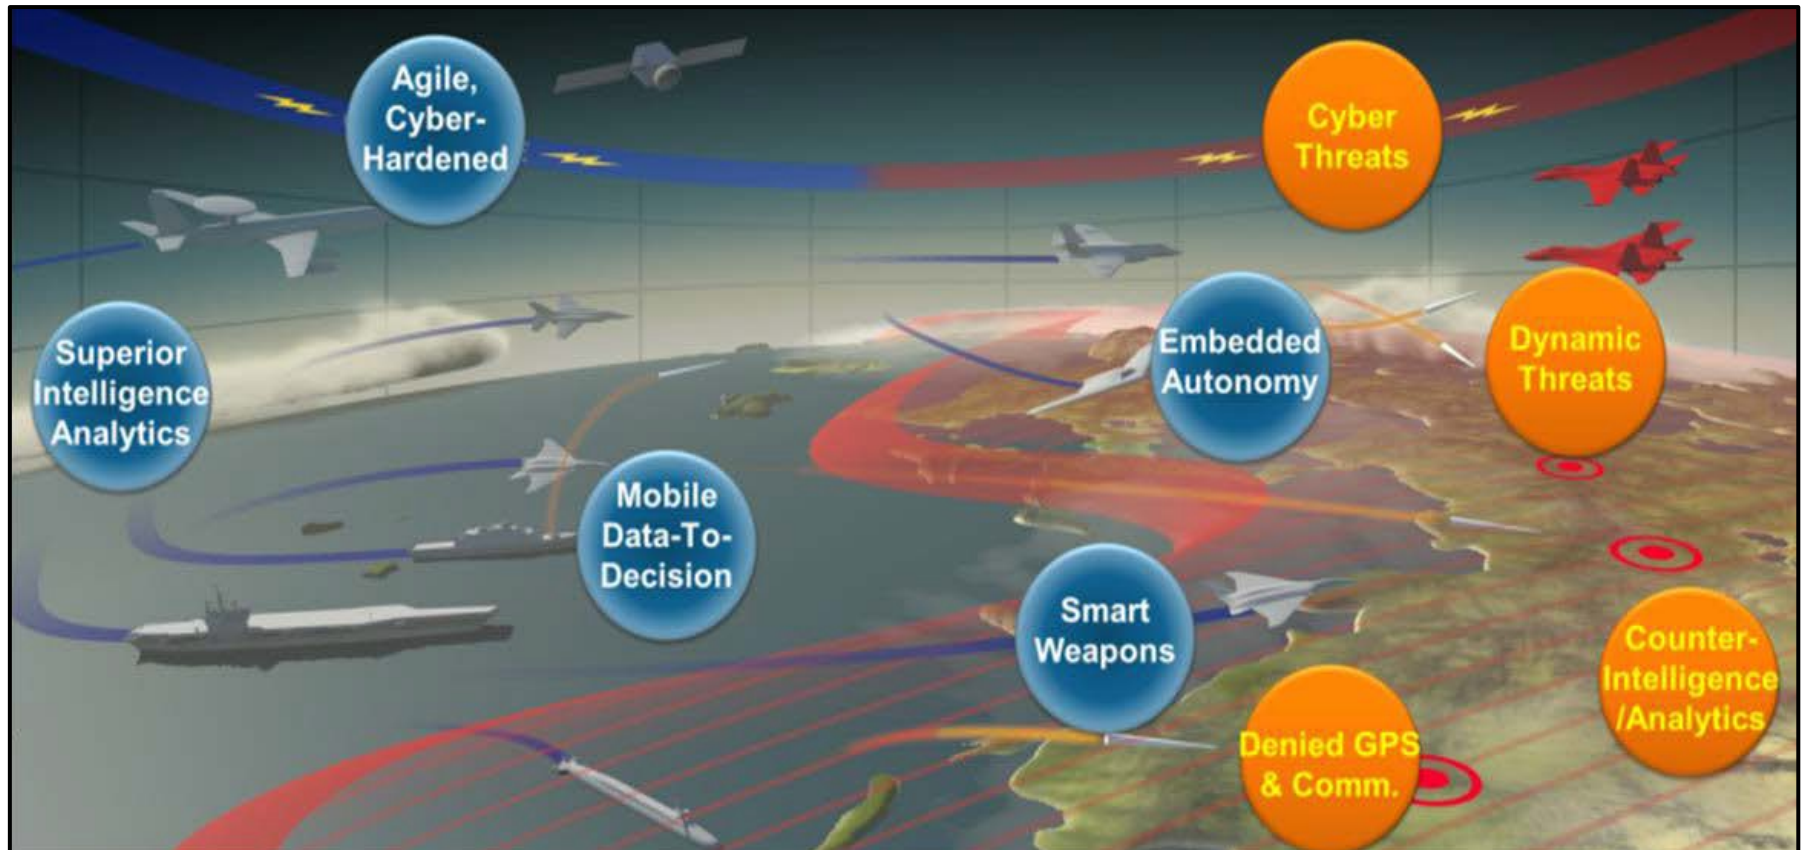 Agile,
Cyber-
Hardened
Cyber
Threats
Superior
Intelligence
Analytics
Embedded
Autonomy
Dynamic
Threats
Mobile
Data-To-
Decision
Smart
Weapons
Counter-
Intelligence
/Analytics
Denied GPS
& Comm.